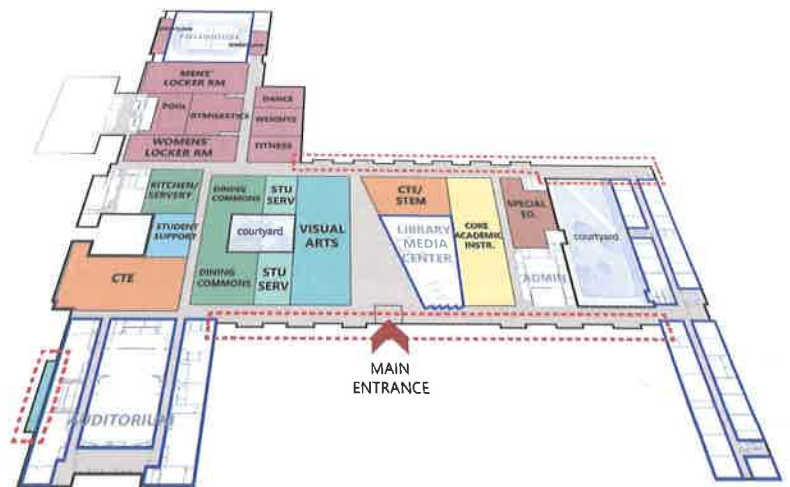 FIELDHOUSE
MENS'
LOCKER RM
POOL
GYMNASTICS
DANCE
WEIGHTS
FITNESS
WOMENS'
LOCKER RM
KITCHEN/
SERVERY
STUDENT
SUPPORT
CTE
DINING
COMMONS
STU
SERV
courtyard
DINING
COMMONS
STU
SERV
VISUAL
ARTS
CTE/
STEM
LIBRARY
MEDIA
CENTER
CORE
ACADEMIC
INSTR.
SPECIAL
ED.
ADMIN
courtyard
AUDITORIUM
MAIN
ENTRANCE